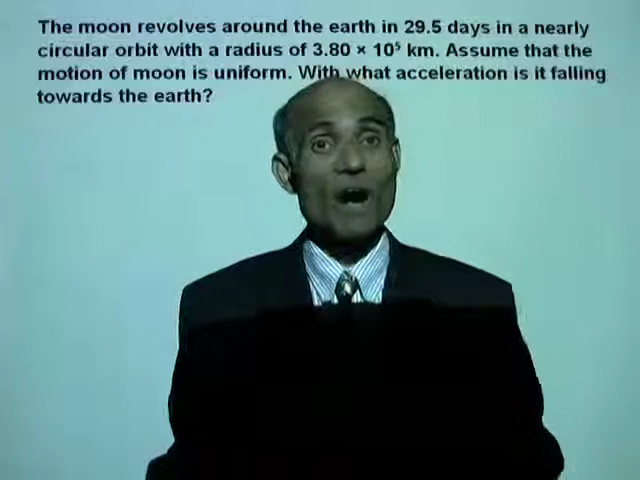 The moon revolves around the earth in 29.5 days in a nearly
circular orbit with a radius of 3.80 × 10⁵ km. Assume that the
motion of moon is uniform. With what acceleration is it falling
towards the earth?